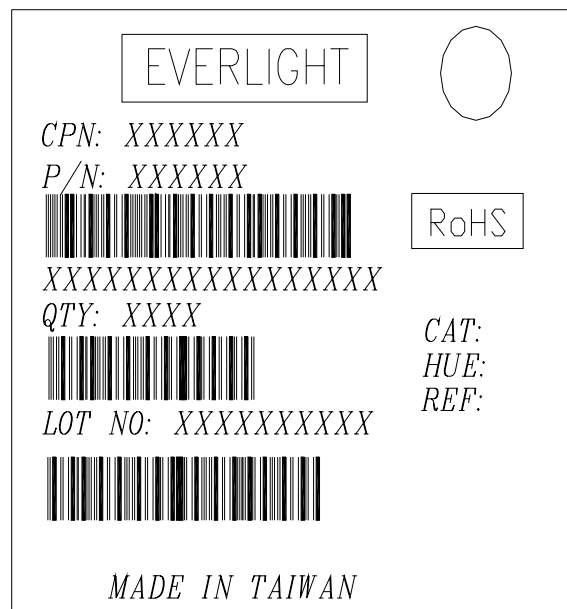 EVERLIGHT
CPN: XXXXXX
P/N: XXXXXX
RoHS
XXXXXXXXXXXXXXXXX
QTY: XXXX
CAT:
HUE:
REF:
LOT NO: XXXXXXXXXX
MADE IN TAIWAN